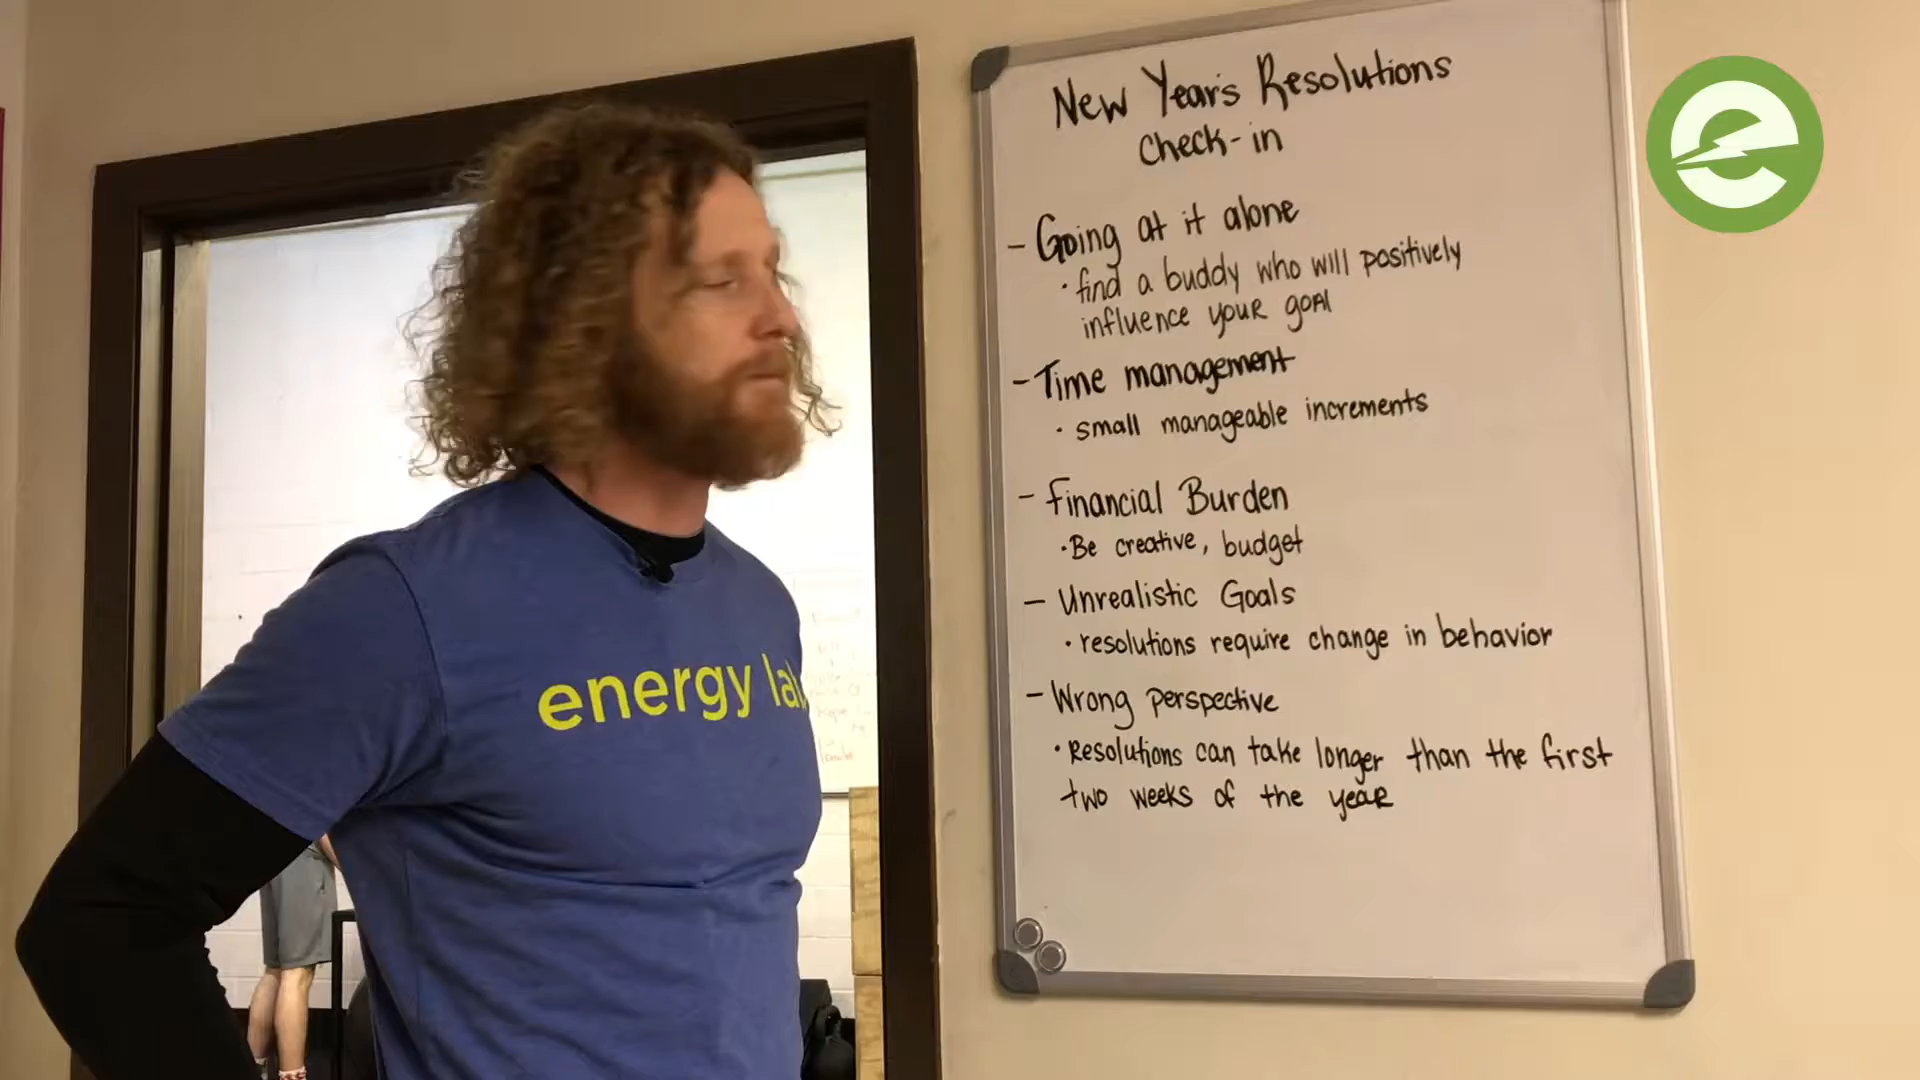 New Year's Resolutions
Check-in
- Going at it alone
• find a buddy who will positively
influence your goal
- Time management
• small manageable increments
- Financial Burden
• Be creative, budget
- Unrealistic Goals
• resolutions require change in behavior
- Wrong perspective
• Resolutions can take longer than the first
two weeks of the year
energy lab
e